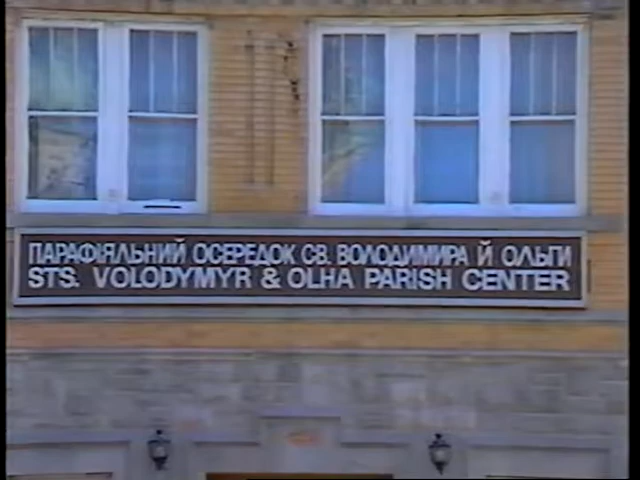 ПАРАФІЯЛЬНИЙ ОСЕРЕДОК СВ. ВОЛОДИМИРА Й ОЛЬГИ
STS. VOLODYMYR & OLHA PARISH CENTER